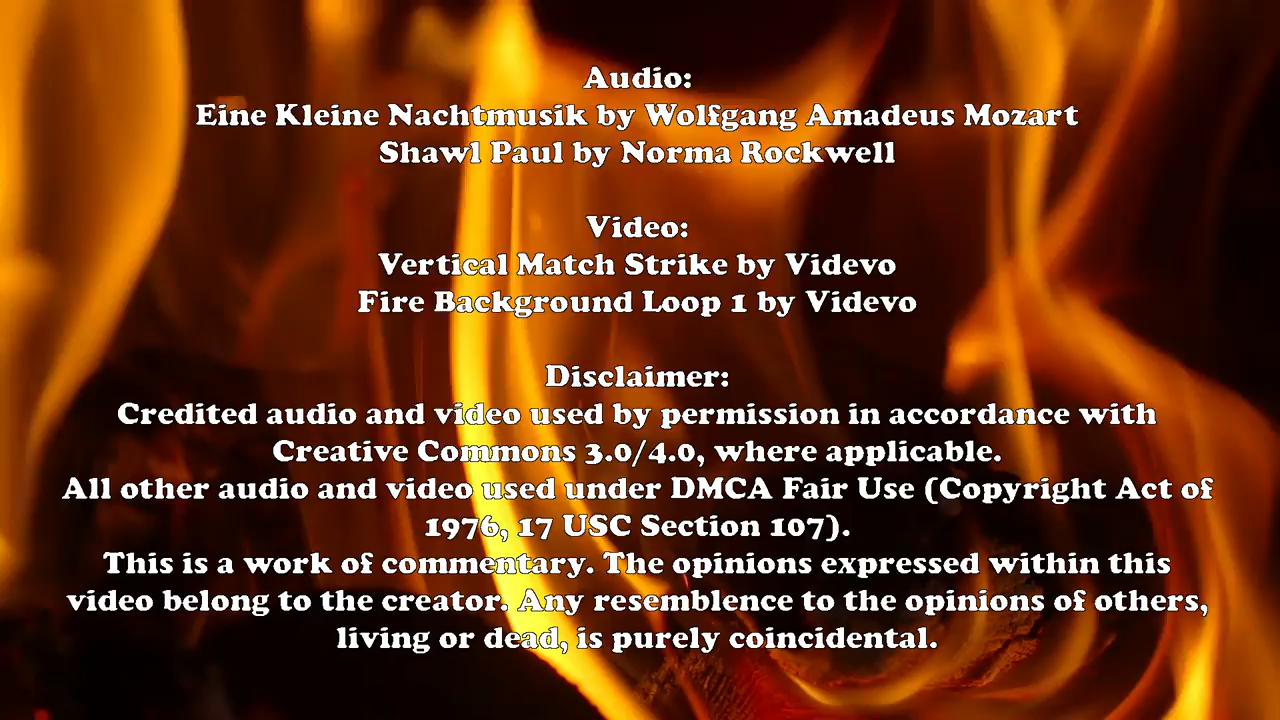 Audio:
Eine Kleine Nachtmusik by Wolfgang Amadeus Mozart
Shawl Paul by Norma Rockwell
Video:
Vertical Match Strike by Videvo
Fire Background Loop 1 by Videvo
Disclaimer:
Credited audio and video used by permission in accordance with
Creative Commons 3.0/4.0, where applicable.
All other audio and video used under DMCA Fair Use (Copyright Act of
1976, 17 USC Section 107).
This is a work of commentary. The opinions expressed within this
video belong to the creator. Any resemblence to the opinions of others,
living or dead, is purely coincidental.